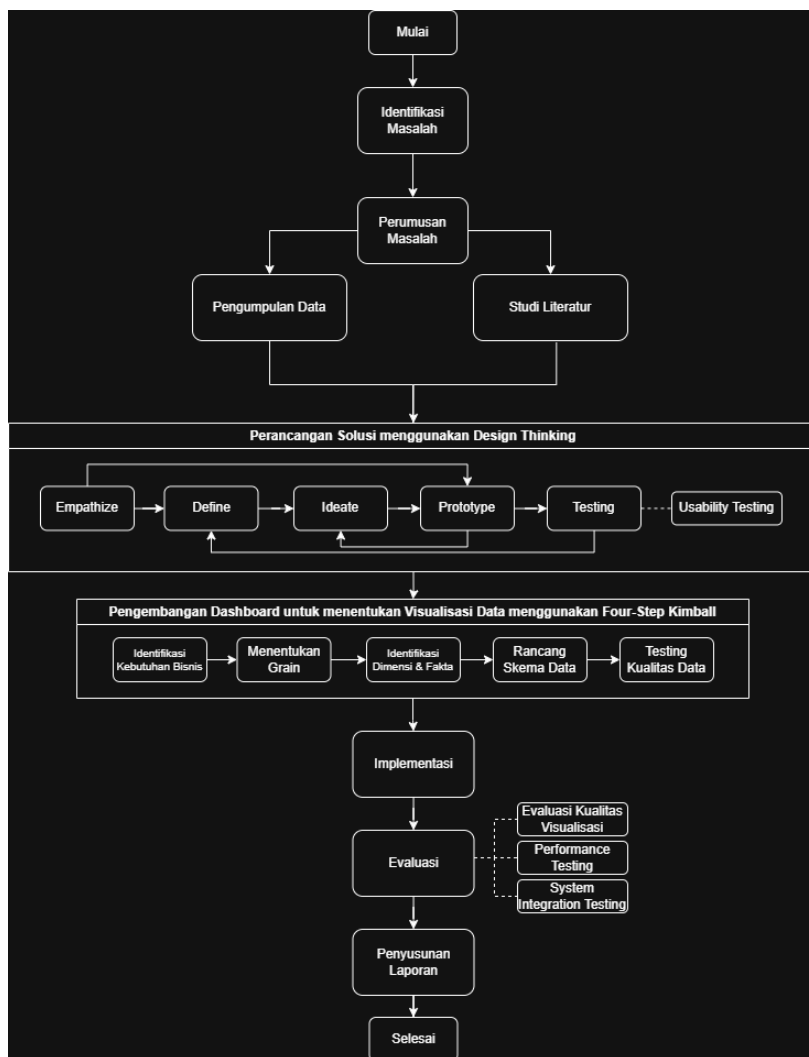 Mulai
Identifikasi
Masalah
Perumusan
Masalah
Pengumpulan Data
Studi Literatur
Perancangan Solusi menggunakan Design Thinking
Empathize
Define
Ideate
Prototype
Testing
Usability Testing
Pengembangan Dashboard untuk menentukan Visualisasi Data menggunakan Four-Step Kimball
Identifikasi
Kebutuhan Bisnis
Menentukan
Grain
Identifikasi
Dimensi & Fakta
Rancang
Skema Data
Testing
Kualitas Data
Implementasi
Evaluasi
Evaluasi Kualitas
Visualisasi
Performance
Testing
System
Integration Testing
Penyusunan
Laporan
Selesai